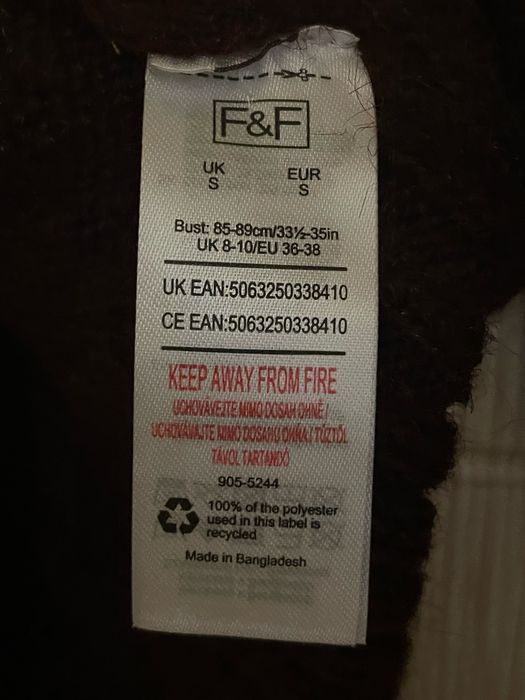 F&F
UK EUR
S S
Bust: 85-89cm/33½-35in
UK 8-10/EU 36-38
UK EAN:5063250338410
CE EAN:5063250338410
KEEP AWAY FROM FIRE
UCHOVÁVEJTE MIMO DOSAH OHNĚ /
UCHOVÁVAJTE MIMO DOSAHU OHŇA / TŰZTŐL
TÁVOL TARTANDÓ
905-5244
100% of the polyester
used in this label is
recycled
Made in Bangladesh